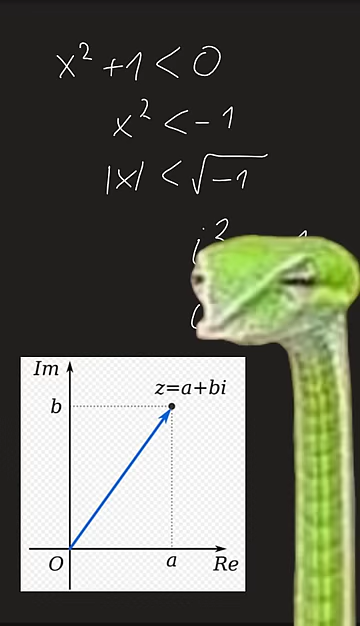 x² +1 < 0
x² < -1
|x| < √-1
Im
z=a+bi
b
O
a
Re